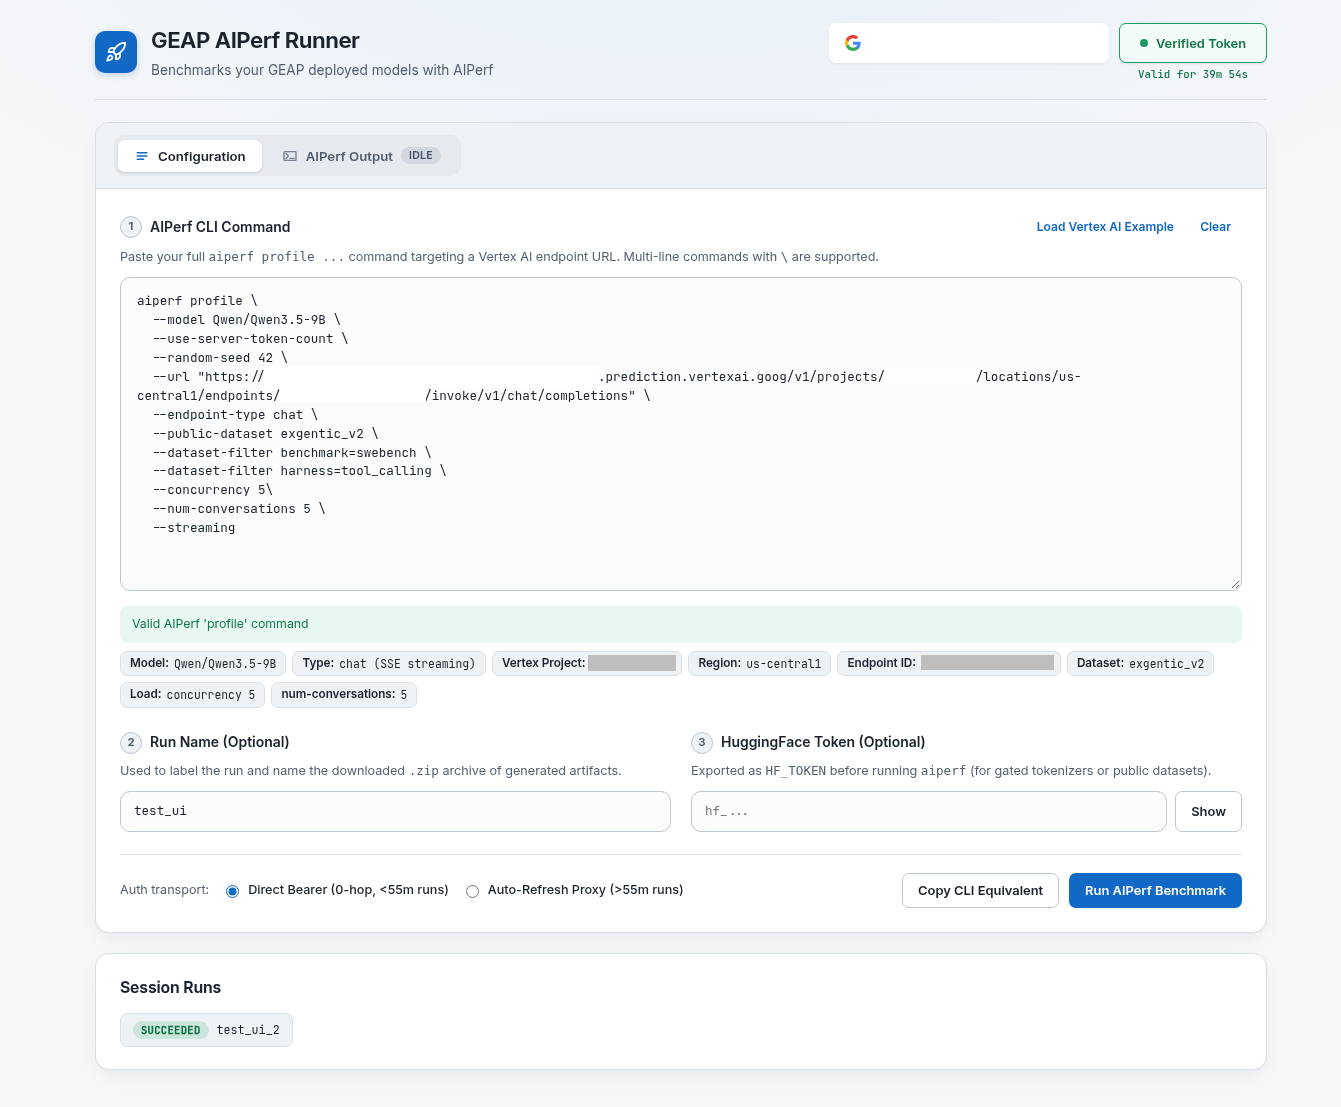 GEAP AIPerf Runner
Benchmarks your GEAP deployed models with AIPerf
Verified Token
Valid for 39m 54s
Configuration
AIPerf Output IDLE
1 AIPerf CLI Command
Load Vertex AI Example Clear
Paste your full aiperf profile ... command targeting a Vertex AI endpoint URL. Multi-line commands with \ are supported.
aiperf profile \
--model Qwen/Qwen3.5-9B \
--use-server-token-count \
--random-seed 42 \
--url "https:// .prediction.vertexai.goog/v1/projects/ /locations/us-
central1/endpoints/ /invoke/v1/chat/completions" \
--endpoint-type chat \
--public-dataset exgentic_v2 \
--dataset-filter benchmark=swebench \
--dataset-filter harness=tool_calling \
--concurrency 5\
--num-conversations 5 \
--streaming
Valid AIPerf 'profile' command
Model: Qwen/Qwen3.5-9B Type: chat (SSE streaming) Vertex Project: Region: us-central1 Endpoint ID: Dataset: exgentic_v2
Load: concurrency 5 num-conversations: 5
2 Run Name (Optional)
Used to label the run and name the downloaded .zip archive of generated artifacts.
test_ui
3 HuggingFace Token (Optional)
Exported as HF_TOKEN before running aiperf (for gated tokenizers or public datasets).
hf_... Show
Auth transport: Direct Bearer (0-hop, <55m runs) Auto-Refresh Proxy (>55m runs) Copy CLI Equivalent Run AIPerf Benchmark
Session Runs
SUCCEEDED test_ui_2